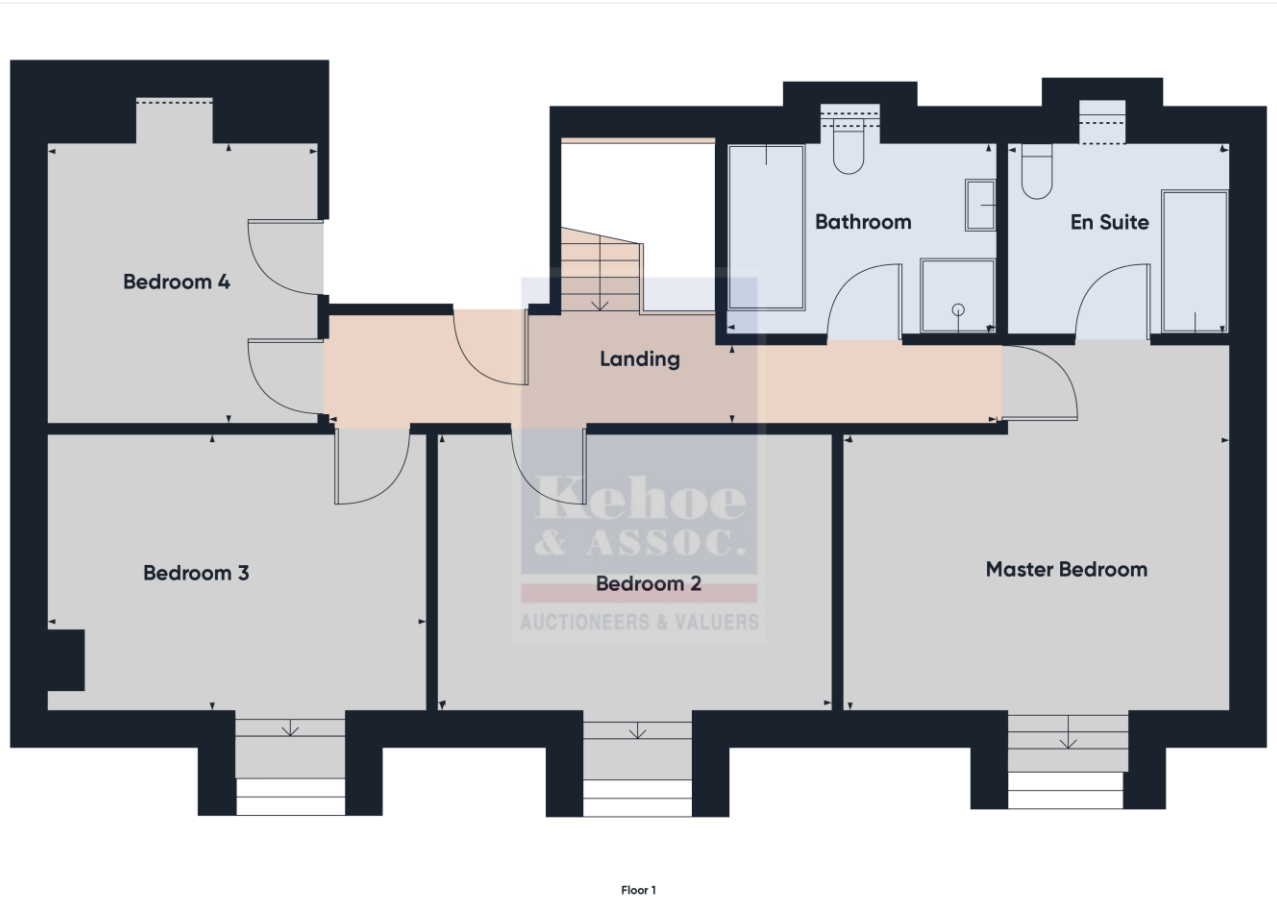 Bathroom
En Suite
Bedroom 4
Landing
Kehoe
& ASSOC.
Bedroom 3
Bedroom 2
Master Bedroom
AUCTIONEERS & VALUERS
Floor 1